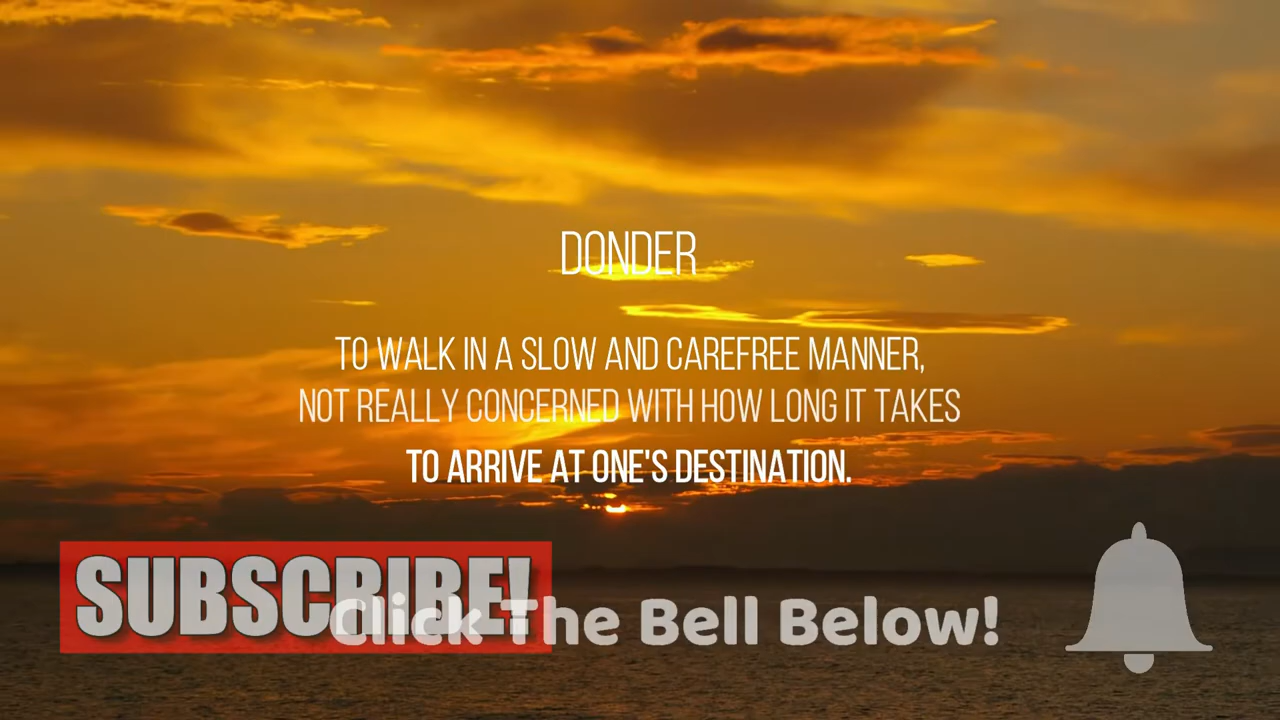 DONDER
TO WALK IN A SLOW AND CAREFREE MANNER,
NOT REALLY CONCERNED WITH HOW LONG IT TAKES
TO ARRIVE AT ONE'S DESTINATION.
SUBSCRIBE!
Click The Bell Below!